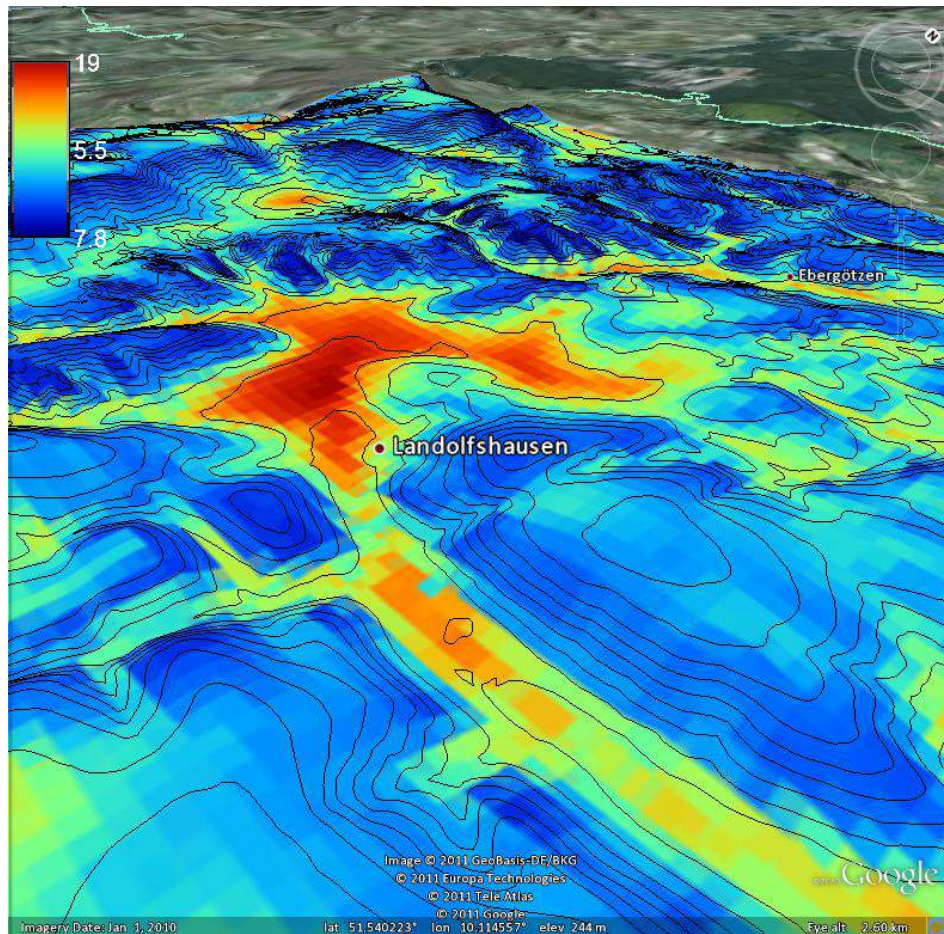 19
5.5
7.8
N
Ebergötzen
Landolfshausen
Image © 2011 GeoBasis-DE/BKG
© 2011 Europa Technologies
© 2011 Tele Atlas
© 2011 Google
Google
Imagery Date: Jan 1, 2010
lat 51.540223° lon 10.114557° elev 244 m
Eye alt 2.60 km